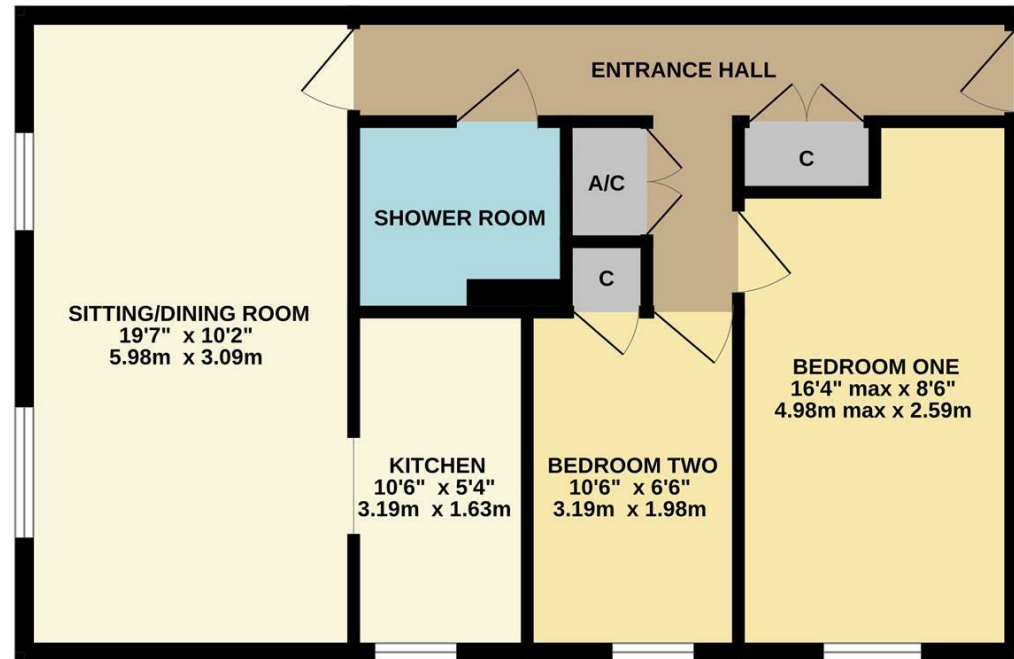 ENTRANCE HALL
A/C
C
SHOWER ROOM
C
SITTING/DINING ROOM
19'7" x 10'2"
5.98m x 3.09m
BEDROOM ONE
16'4" max x 8'6"
4.98m max x 2.59m
KITCHEN
10'6" x 5'4"
3.19m x 1.63m
BEDROOM TWO
10'6" x 6'6"
3.19m x 1.98m